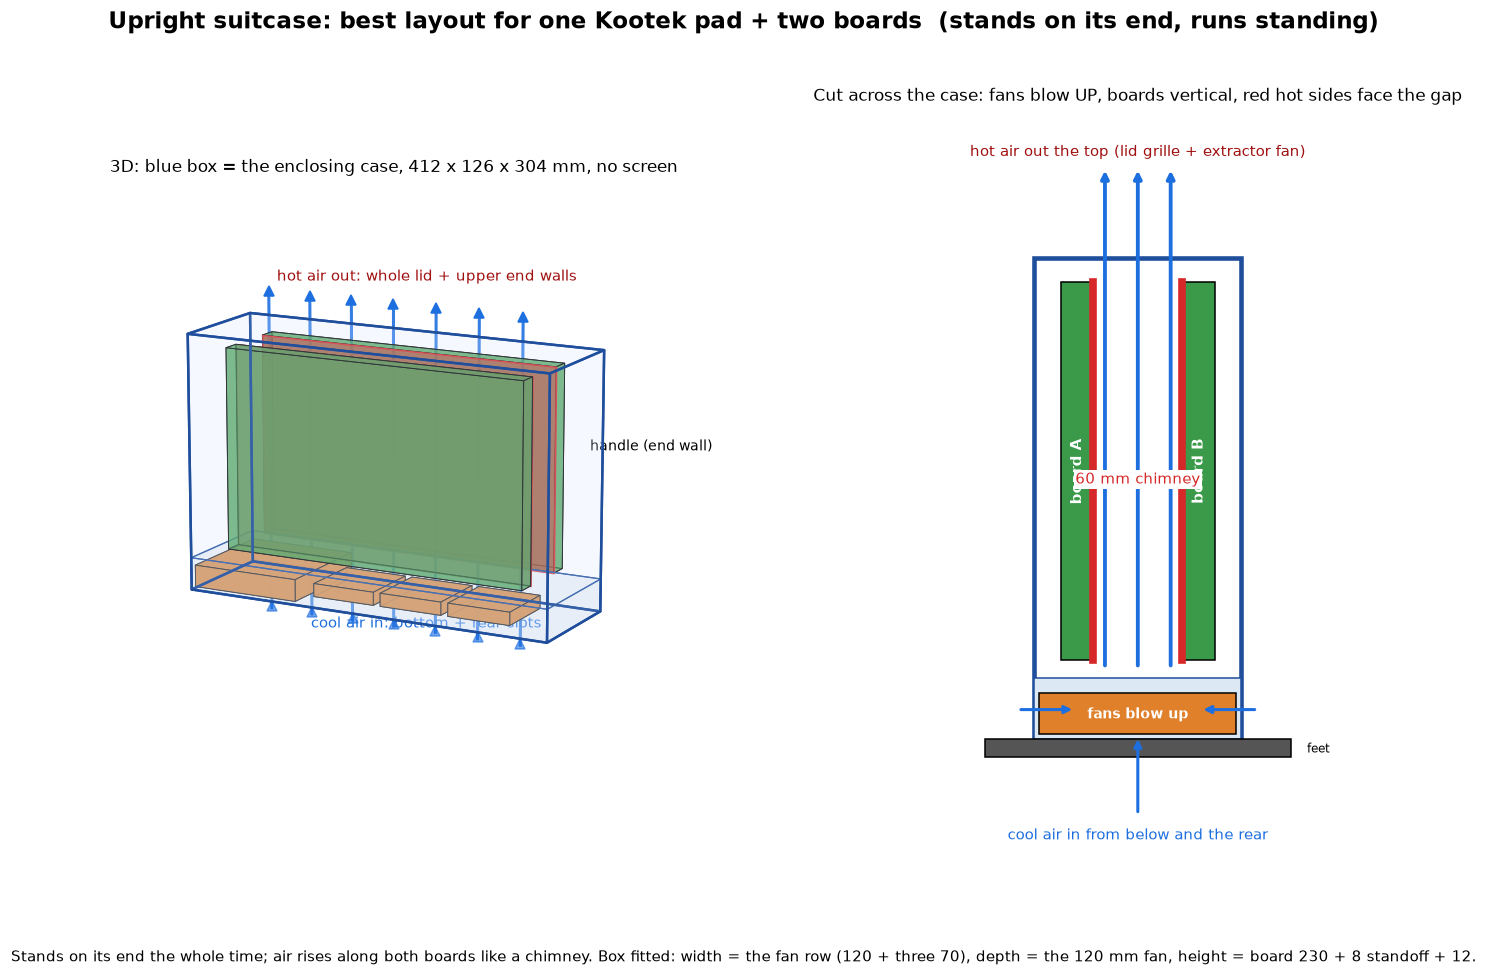 Upright suitcase: best layout for one Kootek pad + two boards  (stands on its end, runs standing)
Cut across the case: fans blow UP, boards vertical, red hot sides face the gap
hot air out the top (lid grille + extractor fan)
3D: blue box = the enclosing case, 412 x 126 x 304 mm, no screen
hot air out: whole lid + upper end walls
handle (end wall)
board A
board B
60 mm chimney
cool air in: bottom + rear slots
fans blow up
feet
cool air in from below and the rear
Stands on its end the whole time; air rises along both boards like a chimney. Box fitted: width = the fan row (120 + three 70), depth = the 120 mm fan, height = board 230 + 8 standoff + 12.